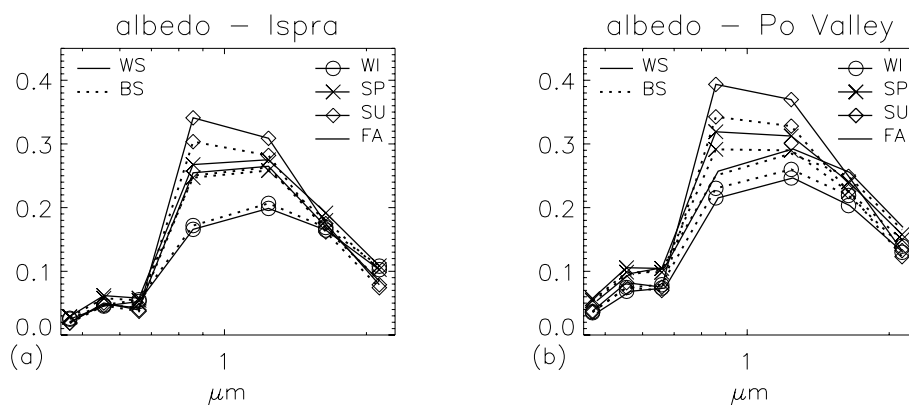 albedo – Ispra
WS
BS
WI
SP
SU
FA
0.4
0.3
0.2
0.1
0.0
(a)
1
μm
albedo – Po Valley
WS
BS
WI
SP
SU
FA
0.4
0.3
0.2
0.1
0.0
(b)
1
μm